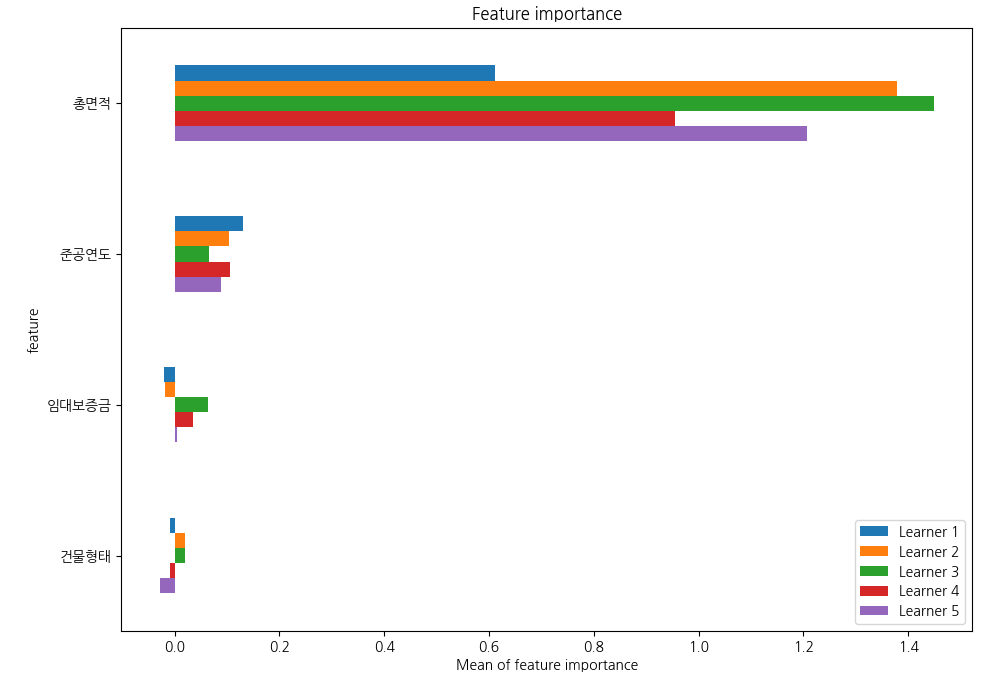 Feature importance
총면적
준공연도
임대보증금
건물형태
feature
0.0
0.2
0.4
0.6
0.8
1.0
1.2
1.4
Mean of feature importance
Learner 1
Learner 2
Learner 3
Learner 4
Learner 5